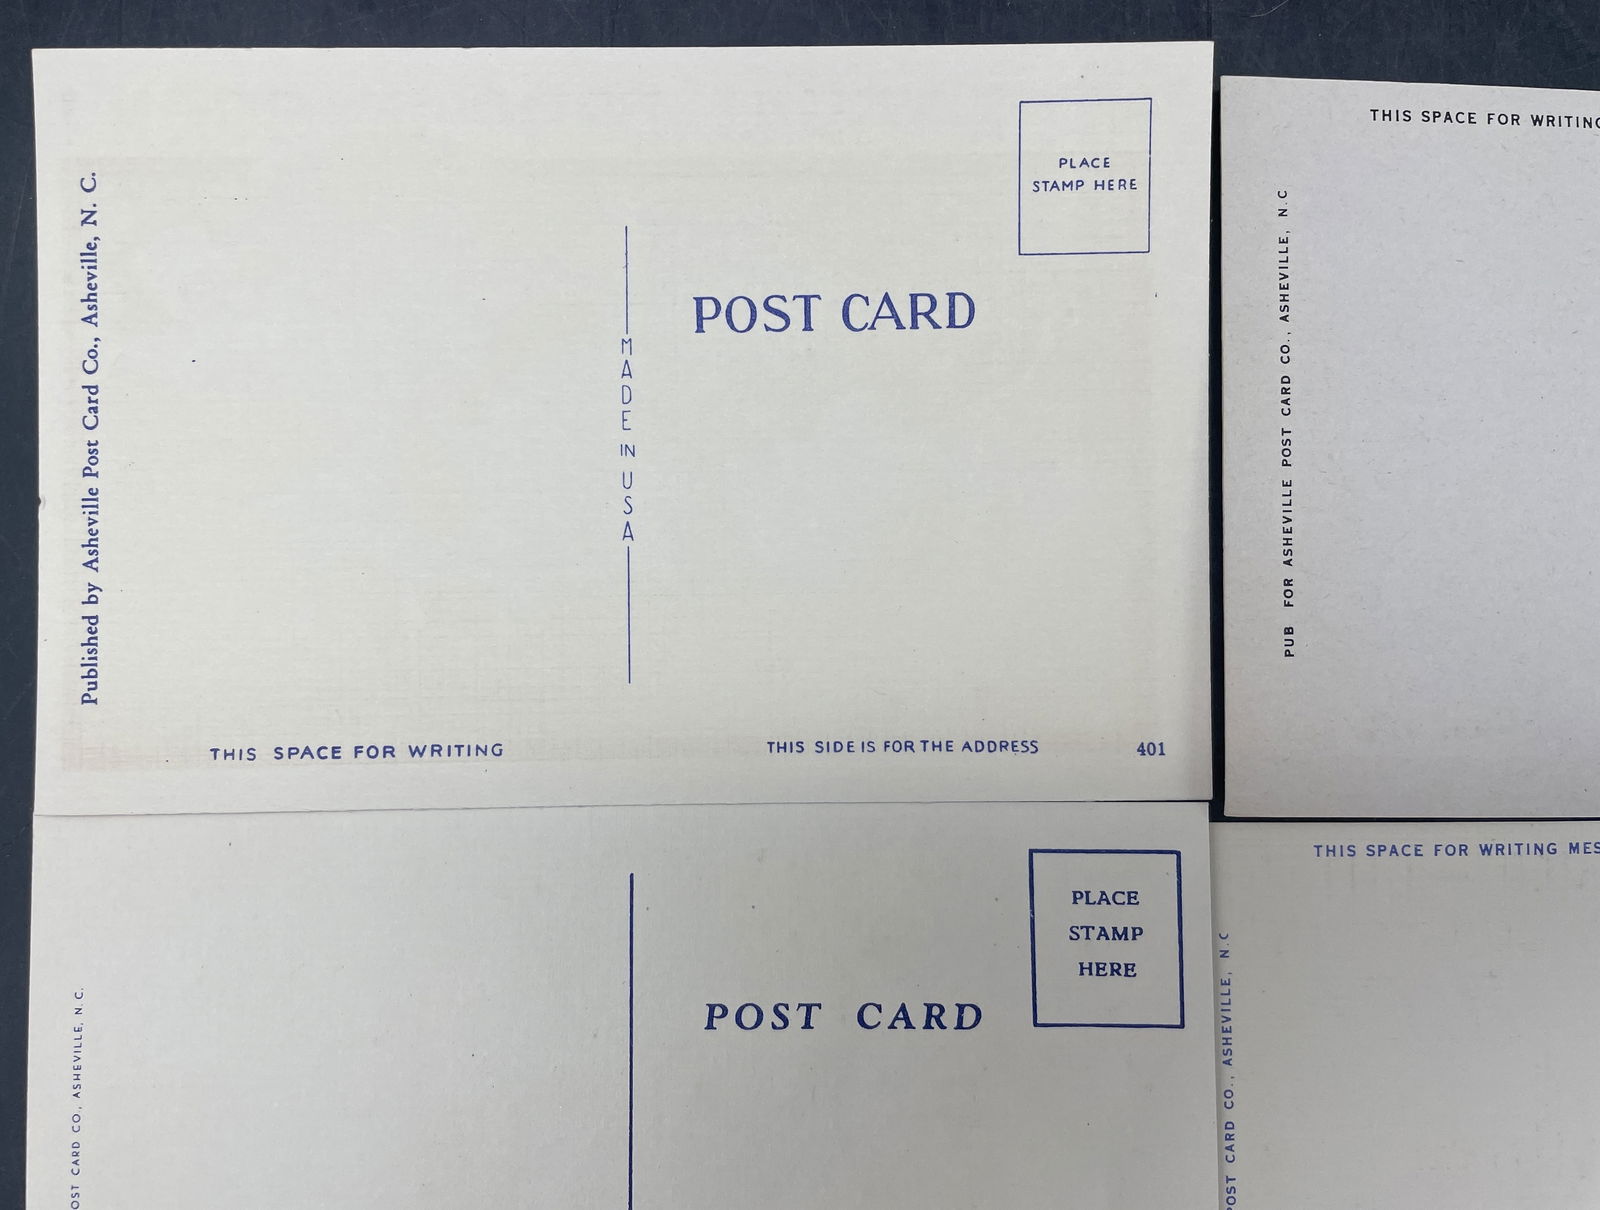 Published by Asheville Post Card Co., Asheville, N. C.
PLACE
STAMP HERE
POST CARD
MADE IN USA
THIS SPACE FOR WRITING
THIS SIDE IS FOR THE ADDRESS
401
THIS SPACE FOR WRITING
PUB FOR ASHEVILLE POST CARD CO., ASHEVILLE, N.C
PLACE
STAMP
HERE
POST CARD
CARD CO., ASHEVILLE, N.C.
THIS SPACE FOR WRITING
POST CARD CO., ASHEVILLE, N.C